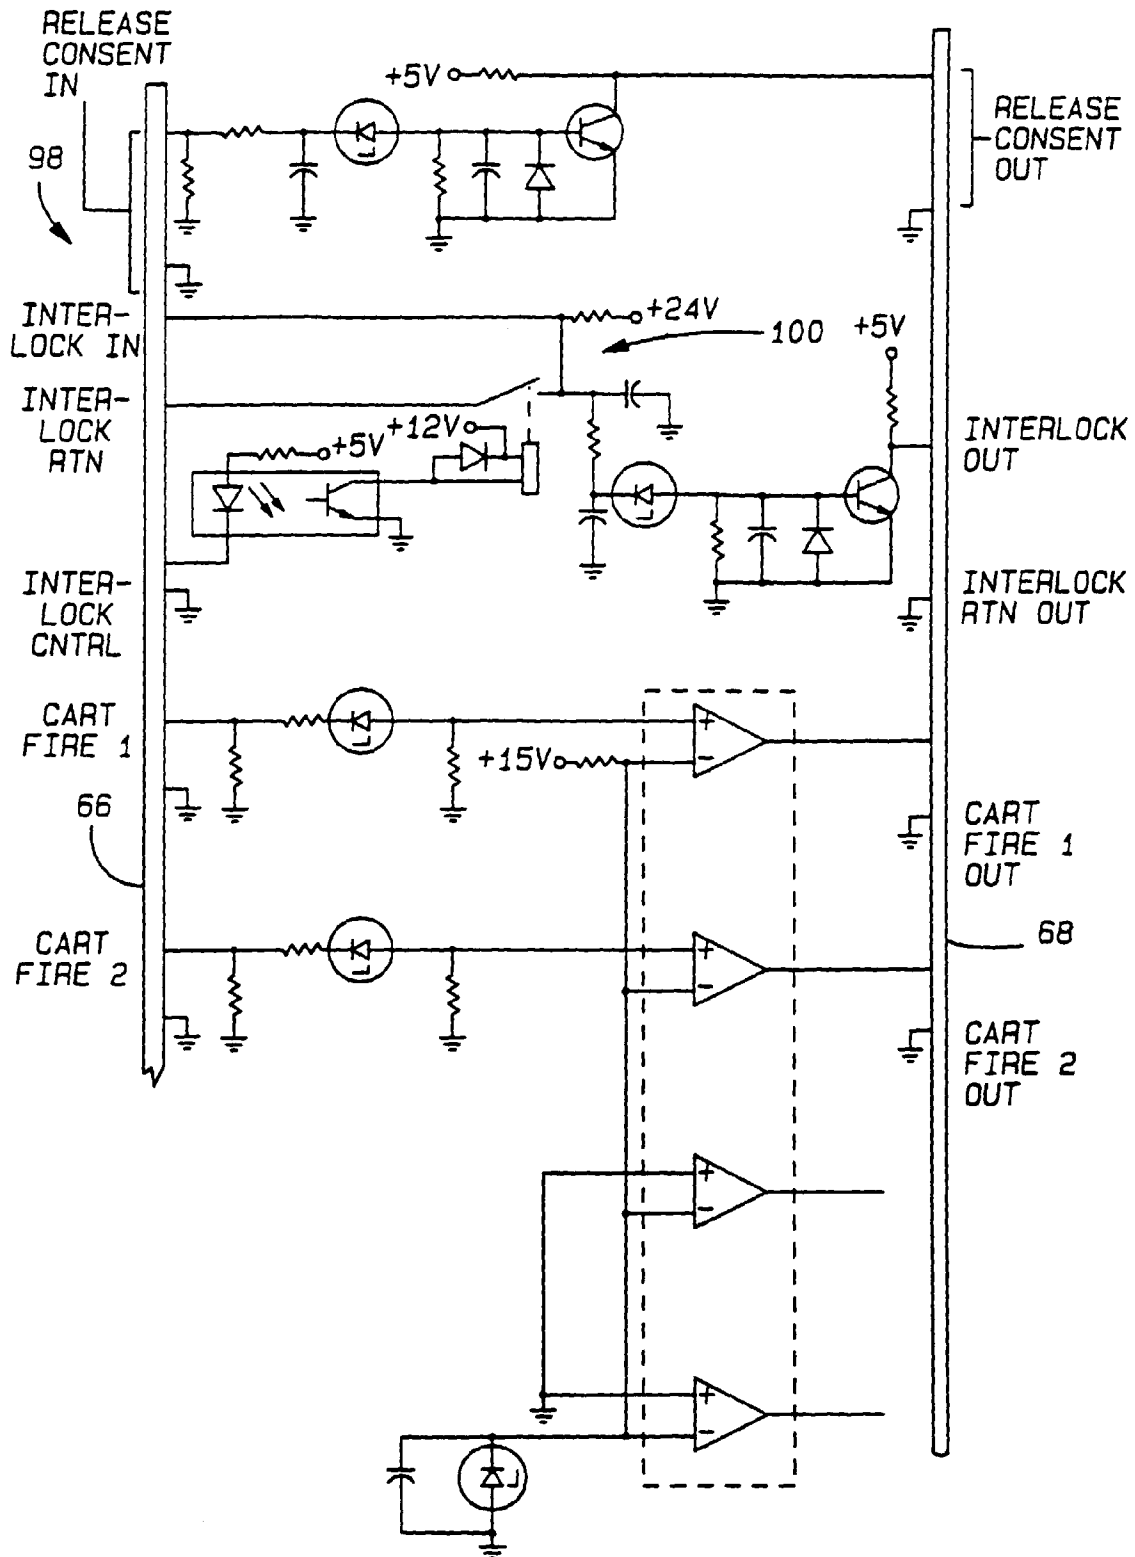 RELEASE
CONSENT
IN
98
+5V
RELEASE
CONSENT
OUT
INTER-
LOCK IN
+24V
100
+5V
INTER-
LOCK
RTN
+12V
+5V
INTERLOCK
OUT
INTER-
LOCK
CNTRL
INTERLOCK
RTN OUT
CART
FIRE 1
+15V
+
-
66
CART
FIRE 1
OUT
CART
FIRE 2
+
-
68
CART
FIRE 2
OUT
+
-
+
-